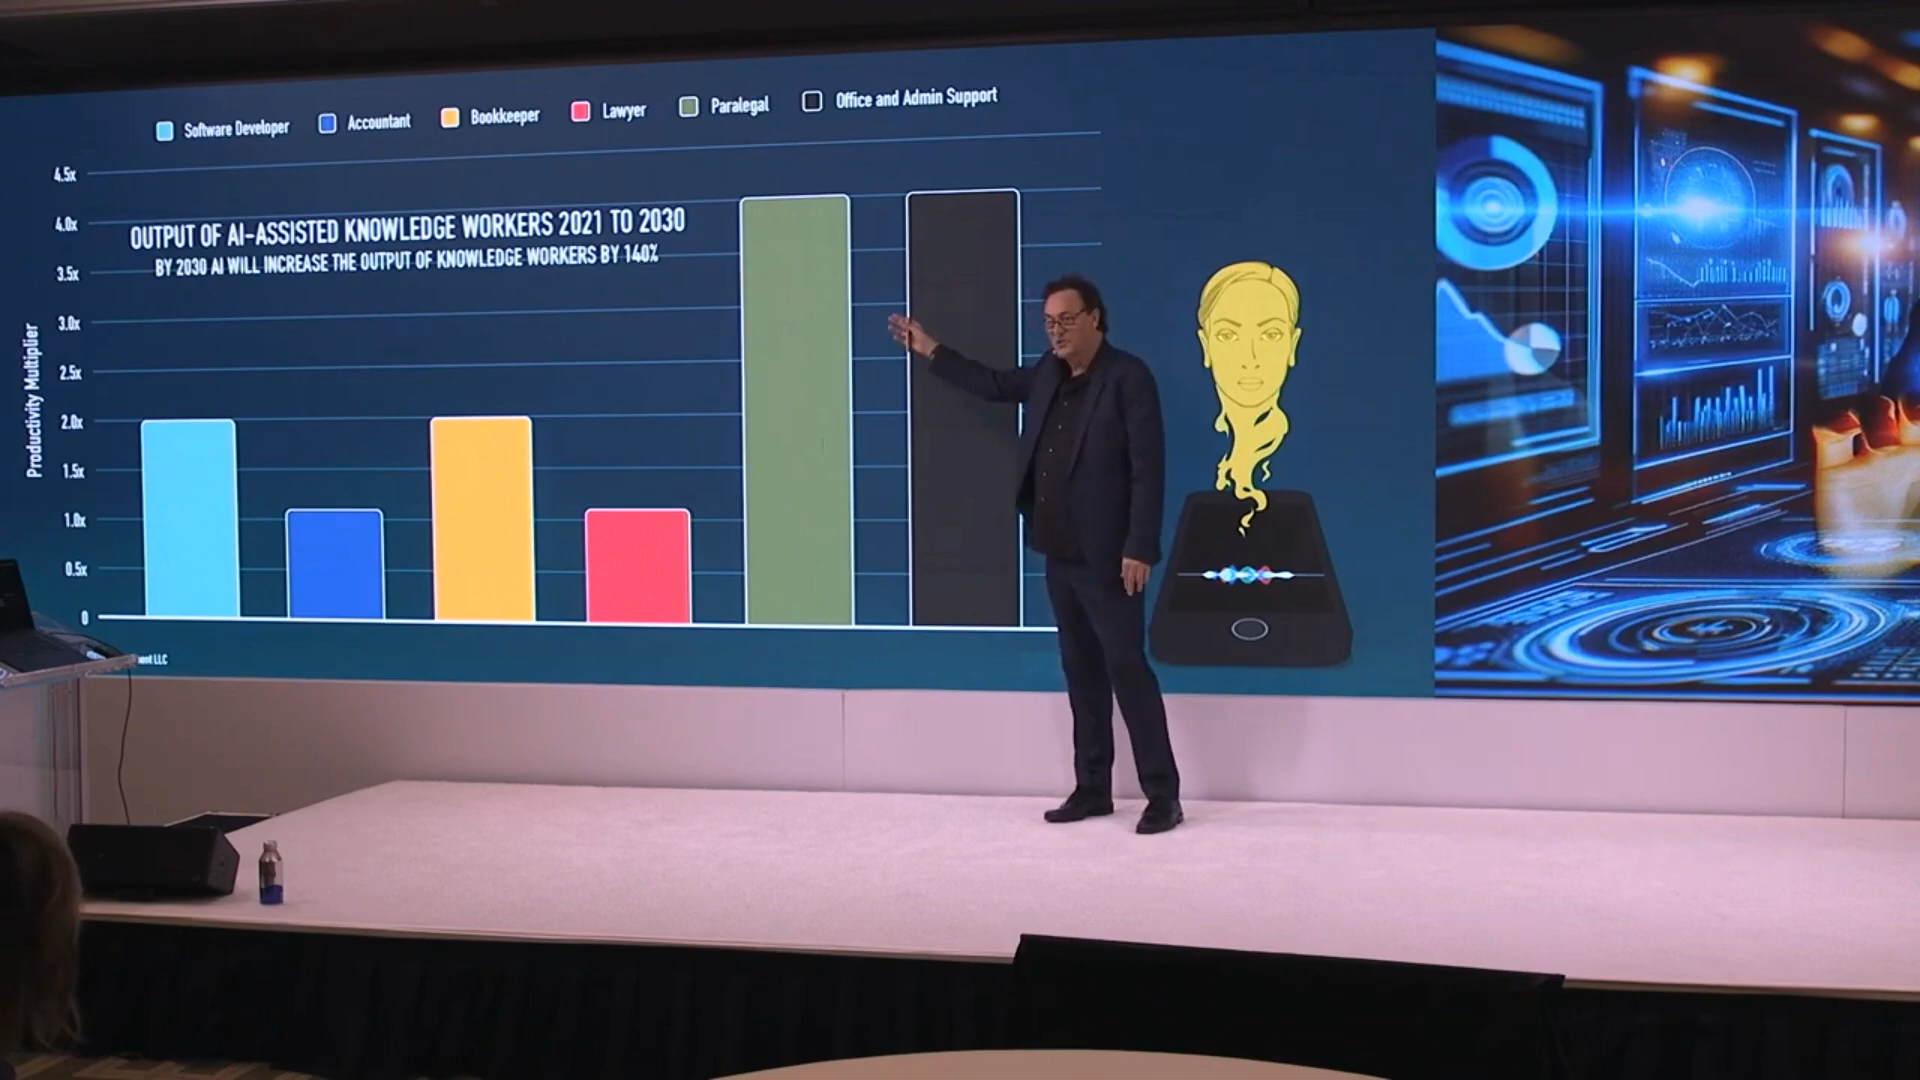 Software Developer
Accountant
Bookkeeper
Lawyer
Paralegal
Office and Admin Support
4.5x
4.0x
3.5x
3.0x
2.5x
2.0x
1.5x
1.0x
0.5x
0
Productivity Multiplier
OUTPUT OF AI-ASSISTED KNOWLEDGE WORKERS 2021 TO 2030
BY 2030 AI WILL INCREASE THE OUTPUT OF KNOWLEDGE WORKERS BY 140%
LLC